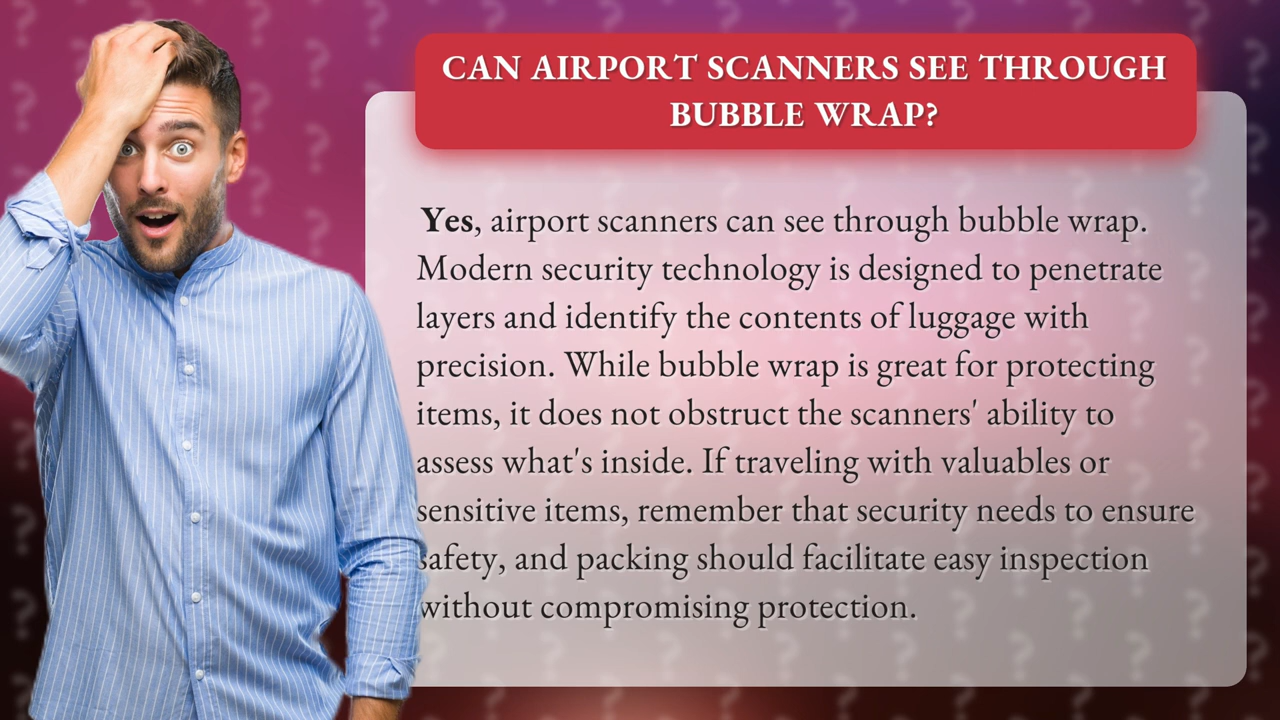 CAN AIRPORT SCANNERS SEE THROUGH
BUBBLE WRAP?
Yes, airport scanners can see through bubble wrap.
Modern security technology is designed to penetrate
layers and identify the contents of luggage with
precision. While bubble wrap is great for protecting
items, it does not obstruct the scanners' ability to
assess what's inside. If traveling with valuables or
sensitive items, remember that security needs to ensure
safety, and packing should facilitate easy inspection
without compromising protection.